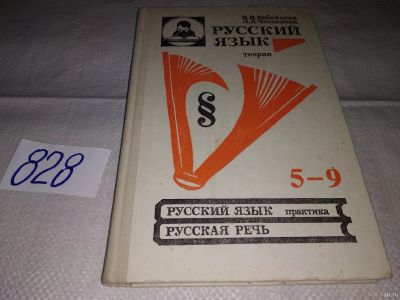 В.В.Бабайцева
Л.Д.Чеснокова
РУССКИЙ
ЯЗЫК
теория
§
828
5–9
РУССКИЙ ЯЗЫК практика
РУССКАЯ РЕЧЬ